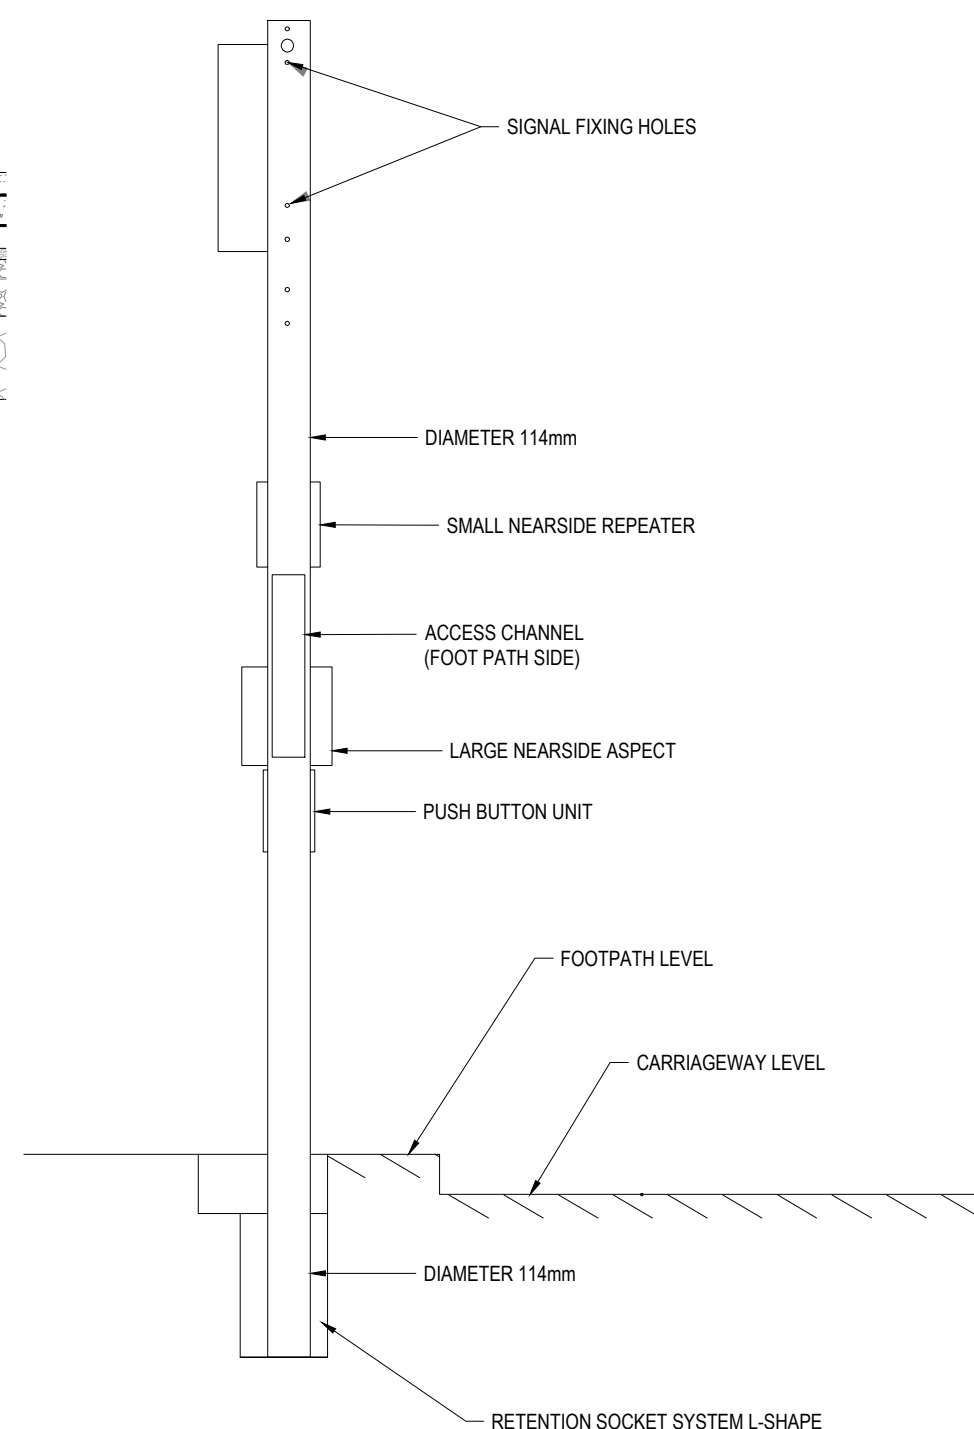 SIGNAL FIXING HOLES
DIAMETER 114mm
SMALL NEARSIDE REPEATER
ACCESS CHANNEL
(FOOT PATH SIDE)
LARGE NEARSIDE ASPECT
PUSH BUTTON UNIT
FOOTPATH LEVEL
CARRIAGEWAY LEVEL
DIAMETER 114mm
RETENTION SOCKET SYSTEM L-SHAPE